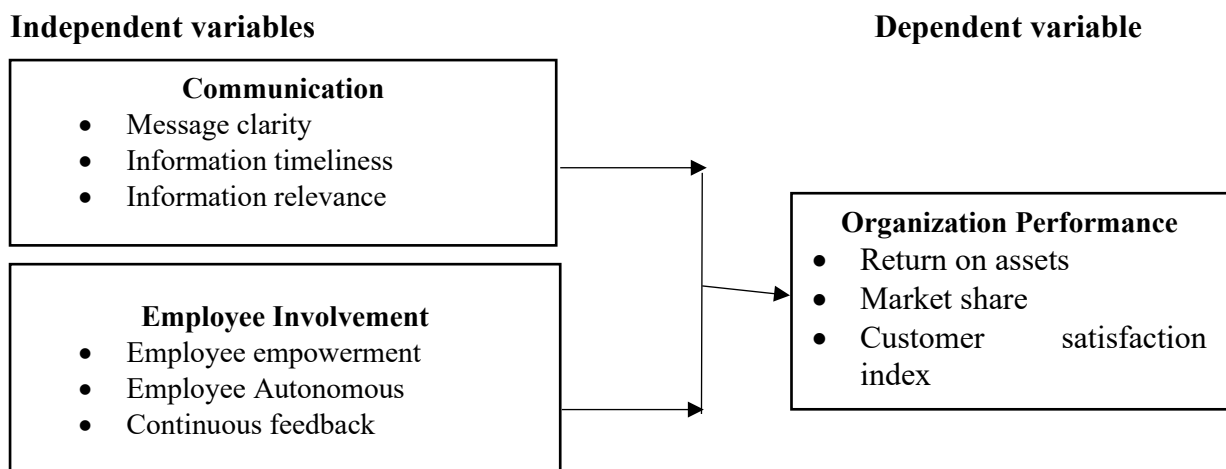 Independent variables
Dependent variable
Communication
• Message clarity
• Information timeliness
• Information relevance
Employee Involvement
• Employee empowerment
• Employee Autonomous
• Continuous feedback
Organization Performance
• Return on assets
• Market share
• Customer satisfaction
index